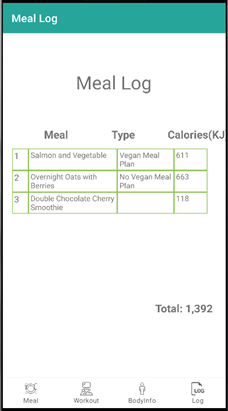 Meal Log
Meal Log
Meal Type Calories(KJ
1 Salmon and Vegetable Vegan Meal Plan 611
2 Overnight Oats with Berries No Vegan Meal Plan 663
3 Double Chocolate Cherry Smoothie 118
Total: 1,392
Meal Workout BodyInfo Log
LOG